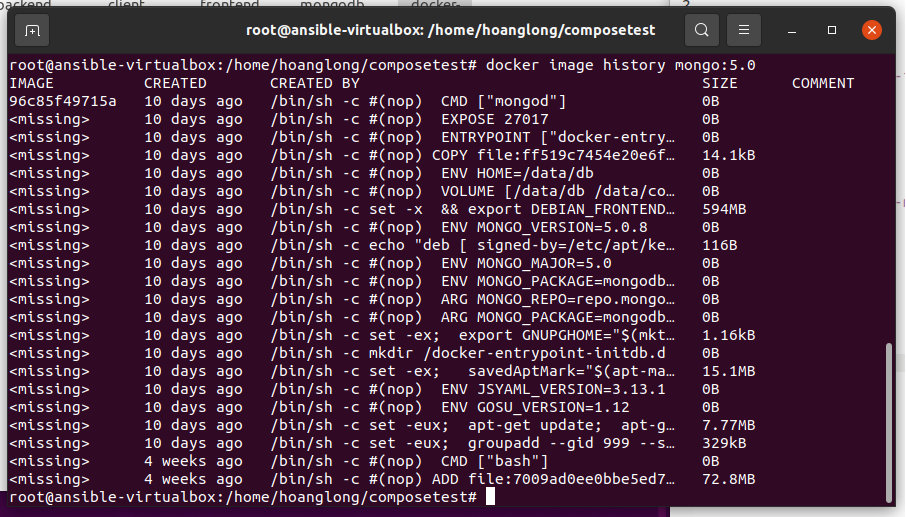 backend client frontend mongodb docker-
root@ansible-virtualbox: /home/hoanglong/composetest
root@ansible-virtualbox:/home/hoanglong/composetest# docker image history mongo:5.0
IMAGE CREATED CREATED BY SIZE COMMENT
96c85f49715a 10 days ago /bin/sh -c #(nop) CMD ["mongod"] 0B
<missing> 10 days ago /bin/sh -c #(nop) EXPOSE 27017 0B
<missing> 10 days ago /bin/sh -c #(nop) ENTRYPOINT ["docker-entry… 0B
<missing> 10 days ago /bin/sh -c #(nop) COPY file:ff519c7454e20e6f… 14.1kB
<missing> 10 days ago /bin/sh -c #(nop) ENV HOME=/data/db 0B
<missing> 10 days ago /bin/sh -c #(nop) VOLUME [/data/db /data/co… 0B
<missing> 10 days ago /bin/sh -c set -x && export DEBIAN_FRONTEND… 594MB
<missing> 10 days ago /bin/sh -c #(nop) ENV MONGO_VERSION=5.0.8 0B
<missing> 10 days ago /bin/sh -c echo "deb [ signed-by=/etc/apt/ke… 116B
<missing> 10 days ago /bin/sh -c #(nop) ENV MONGO_MAJOR=5.0 0B
<missing> 10 days ago /bin/sh -c #(nop) ENV MONGO_PACKAGE=mongodb… 0B
<missing> 10 days ago /bin/sh -c #(nop) ARG MONGO_REPO=repo.mongo… 0B
<missing> 10 days ago /bin/sh -c #(nop) ARG MONGO_PACKAGE=mongodb… 0B
<missing> 10 days ago /bin/sh -c set -ex; export GNUPGHOME="$(mkt… 1.16kB
<missing> 10 days ago /bin/sh -c mkdir /docker-entrypoint-initdb.d 0B
<missing> 10 days ago /bin/sh -c set -ex; savedAptMark="$(apt-ma… 15.1MB
<missing> 10 days ago /bin/sh -c #(nop) ENV JSYAML_VERSION=3.13.1 0B
<missing> 10 days ago /bin/sh -c #(nop) ENV GOSU_VERSION=1.12 0B
<missing> 10 days ago /bin/sh -c set -eux; apt-get update; apt-g… 7.77MB
<missing> 10 days ago /bin/sh -c set -eux; groupadd --gid 999 --s… 329kB
<missing> 4 weeks ago /bin/sh -c #(nop) CMD ["bash"] 0B
<missing> 4 weeks ago /bin/sh -c #(nop) ADD file:7009ad0ee0bbe5ed7… 72.8MB
root@ansible-virtualbox:/home/hoanglong/composetest#